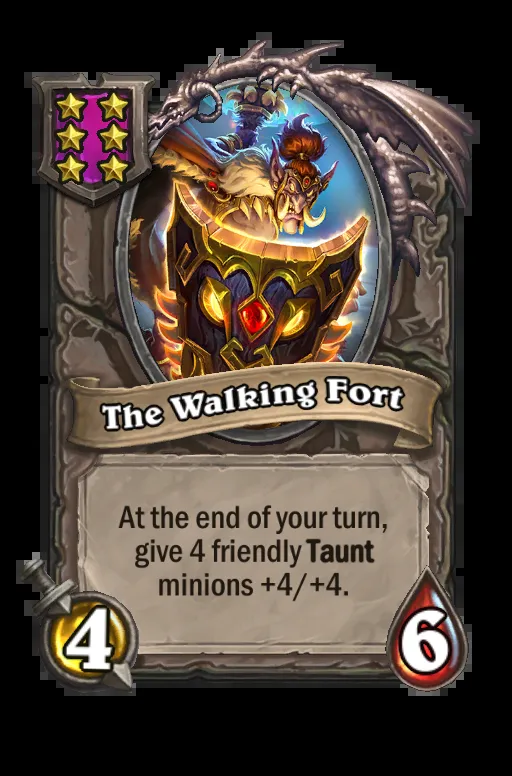 The Walking Fort
At the end of your turn,
give 4 friendly Taunt
minions +4/+4.
4
6